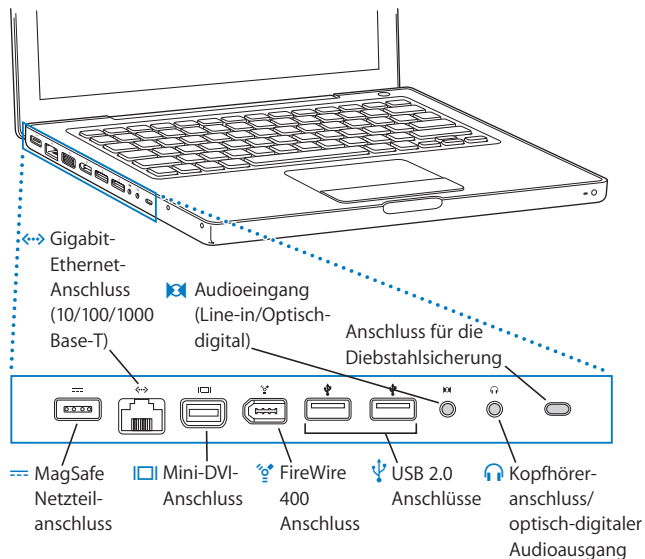 Gigabit-
Ethernet-
Anschluss
(10/100/1000
Base-T)
Audioeingang
(Line-in/Optisch-
digital)
Anschluss für die
Diebstahlsicherung
MagSafe
Netzteil-
anschluss
Mini-DVI-
Anschluss
FireWire
400
Anschluss
USB 2.0
Anschlüsse
Kopfhörer-
anschluss/
optisch-digitaler
Audioausgang